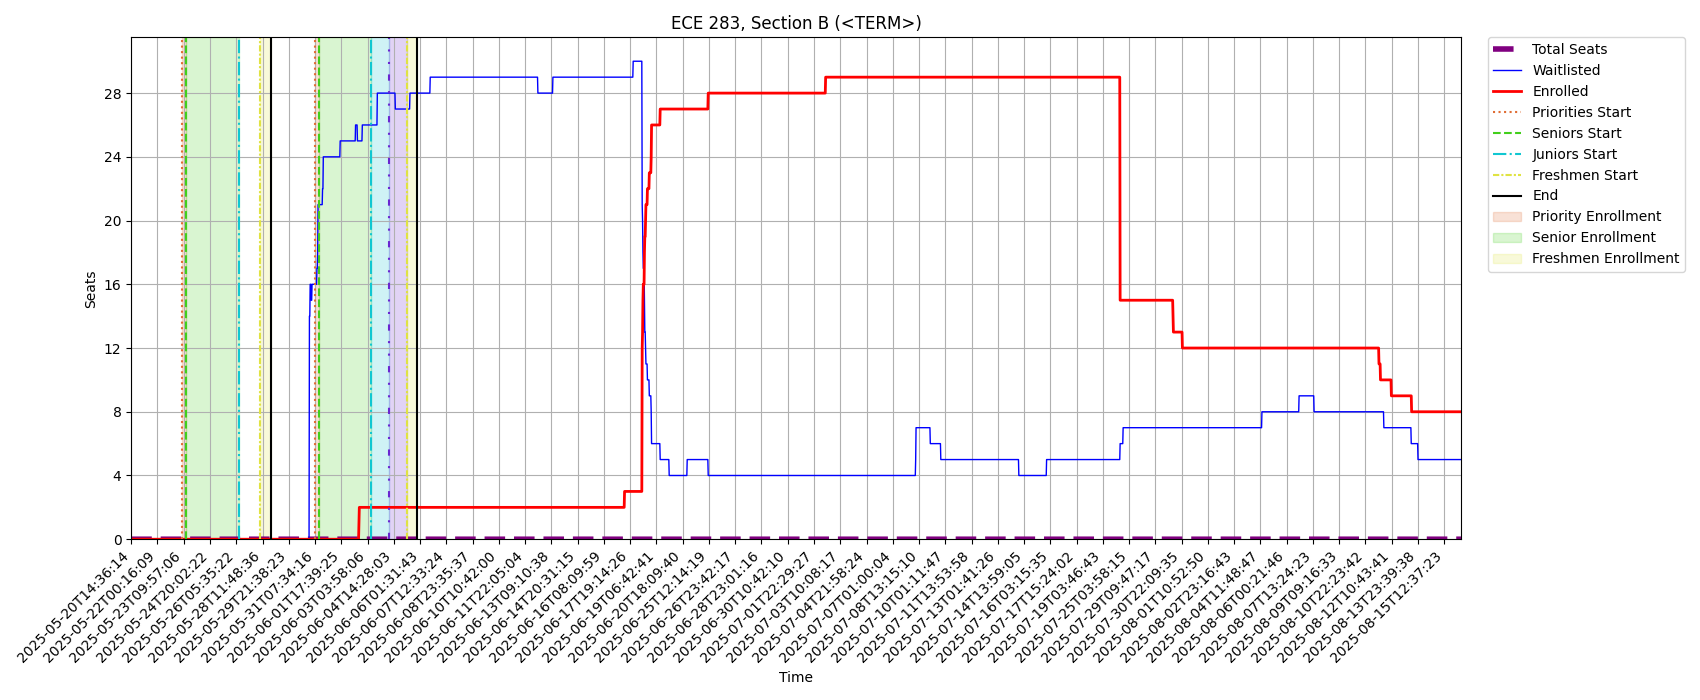 ECE 283, Section B (<TERM>)
Total Seats
Waitlisted
Enrolled
Priorities Start
Seniors Start
Juniors Start
Freshmen Start
End
Priority Enrollment
Senior Enrollment
Freshmen Enrollment
Seats
28
24
20
16
12
8
4
0
2025-05-20T14:36:14
2025-05-22T00:16:09
2025-05-23T09:57:06
2025-05-24T20:02:22
2025-05-26T05:35:22
2025-05-28T11:48:36
2025-05-29T21:38:23
2025-05-31T07:34:16
2025-06-01T17:39:25
2025-06-03T03:58:06
2025-06-04T14:28:03
2025-06-06T01:31:43
2025-06-07T12:33:24
2025-06-08T23:35:37
2025-06-10T10:42:00
2025-06-11T22:05:04
2025-06-13T09:10:38
2025-06-14T20:31:15
2025-06-16T08:09:59
2025-06-17T19:14:26
2025-06-19T06:42:41
2025-06-20T18:09:40
2025-06-25T12:14:19
2025-06-26T23:42:17
2025-06-28T23:01:16
2025-06-30T10:42:10
2025-07-01T22:29:27
2025-07-03T10:08:17
2025-07-04T21:58:24
2025-07-07T01:00:04
2025-07-08T13:15:10
2025-07-10T01:11:47
2025-07-11T13:53:58
2025-07-13T01:41:26
2025-07-14T13:59:05
2025-07-16T03:15:35
2025-07-17T15:24:02
2025-07-19T03:46:43
2025-07-25T03:58:15
2025-07-29T09:47:17
2025-07-30T22:09:35
2025-08-01T10:52:50
2025-08-02T23:16:43
2025-08-04T11:48:47
2025-08-06T00:21:46
2025-08-07T13:24:23
2025-08-09T09:16:33
2025-08-10T22:23:42
2025-08-12T10:43:41
2025-08-13T23:39:38
2025-08-15T12:37:23
Time